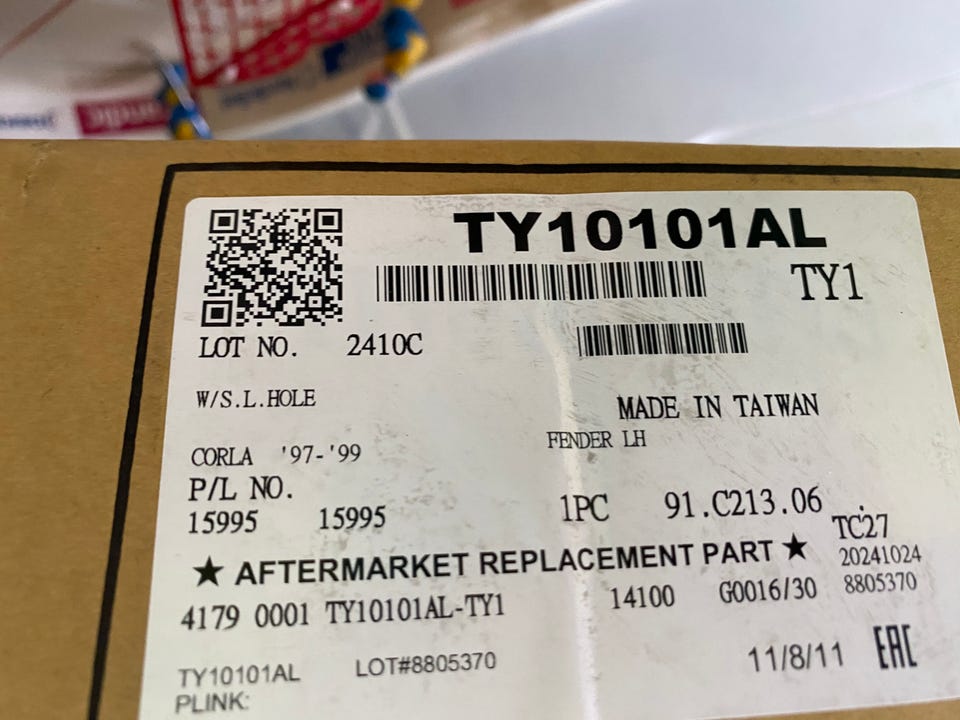 TY10101AL
TY1
LOT NO. 2410C
W/S.L.HOLE
MADE IN TAIWAN
FENDER LH
CORLA '97-'99
P/L NO.
15995 15995
1PC 91.C213.06
TC27
★ AFTERMARKET REPLACEMENT PART ★
20241024
4179 0001 TY10101AL-TY1 14100 G0016/30 8805370
TY10101AL LOT#8805370 11/8/11 EAC
PLINK: